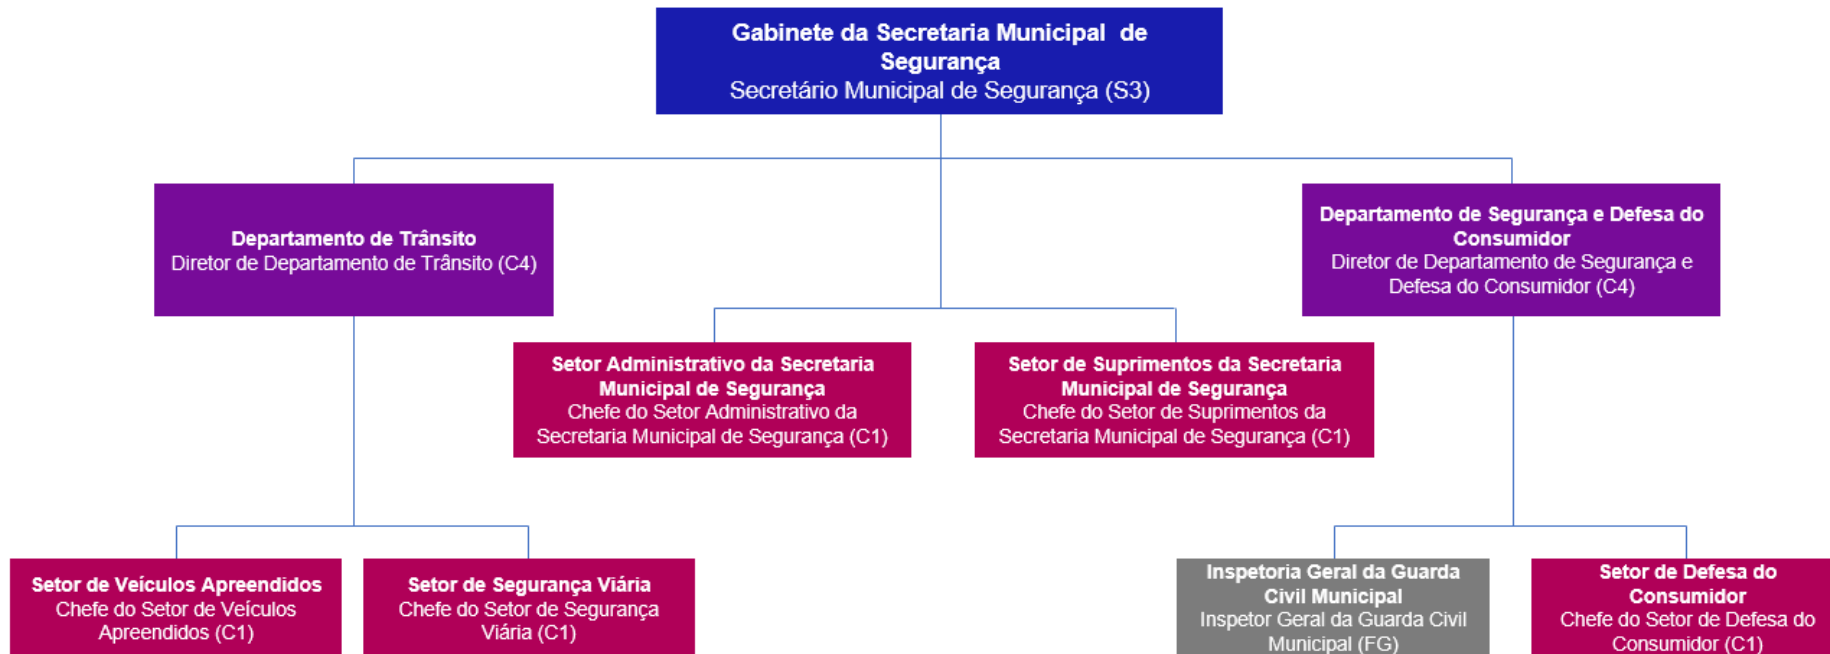 Gabinete da Secretaria Municipal de
Segurança
Secretário Municipal de Segurança (S3)
Departamento de Trânsito
Diretor de Departamento de Trânsito (C4)
Departamento de Segurança e Defesa do
Consumidor
Diretor de Departamento de Segurança e
Defesa do Consumidor (C4)
Setor Administrativo da Secretaria
Municipal de Segurança
Chefe do Setor Administrativo da
Secretaria Municipal de Segurança (C1)
Setor de Suprimentos da Secretaria
Municipal de Segurança
Chefe do Setor de Suprimentos da
Secretaria Municipal de Segurança (C1)
Setor de Veículos Apreendidos
Chefe do Setor de Veículos
Apreendidos (C1)
Setor de Segurança Viária
Chefe do Setor de Segurança
Viária (C1)
Inspetoria Geral da Guarda
Civil Municipal
Inspetor Geral da Guarda Civil
Municipal (FG)
Setor de Defesa do
Consumidor
Chefe do Setor de Defesa do
Consumidor (C1)